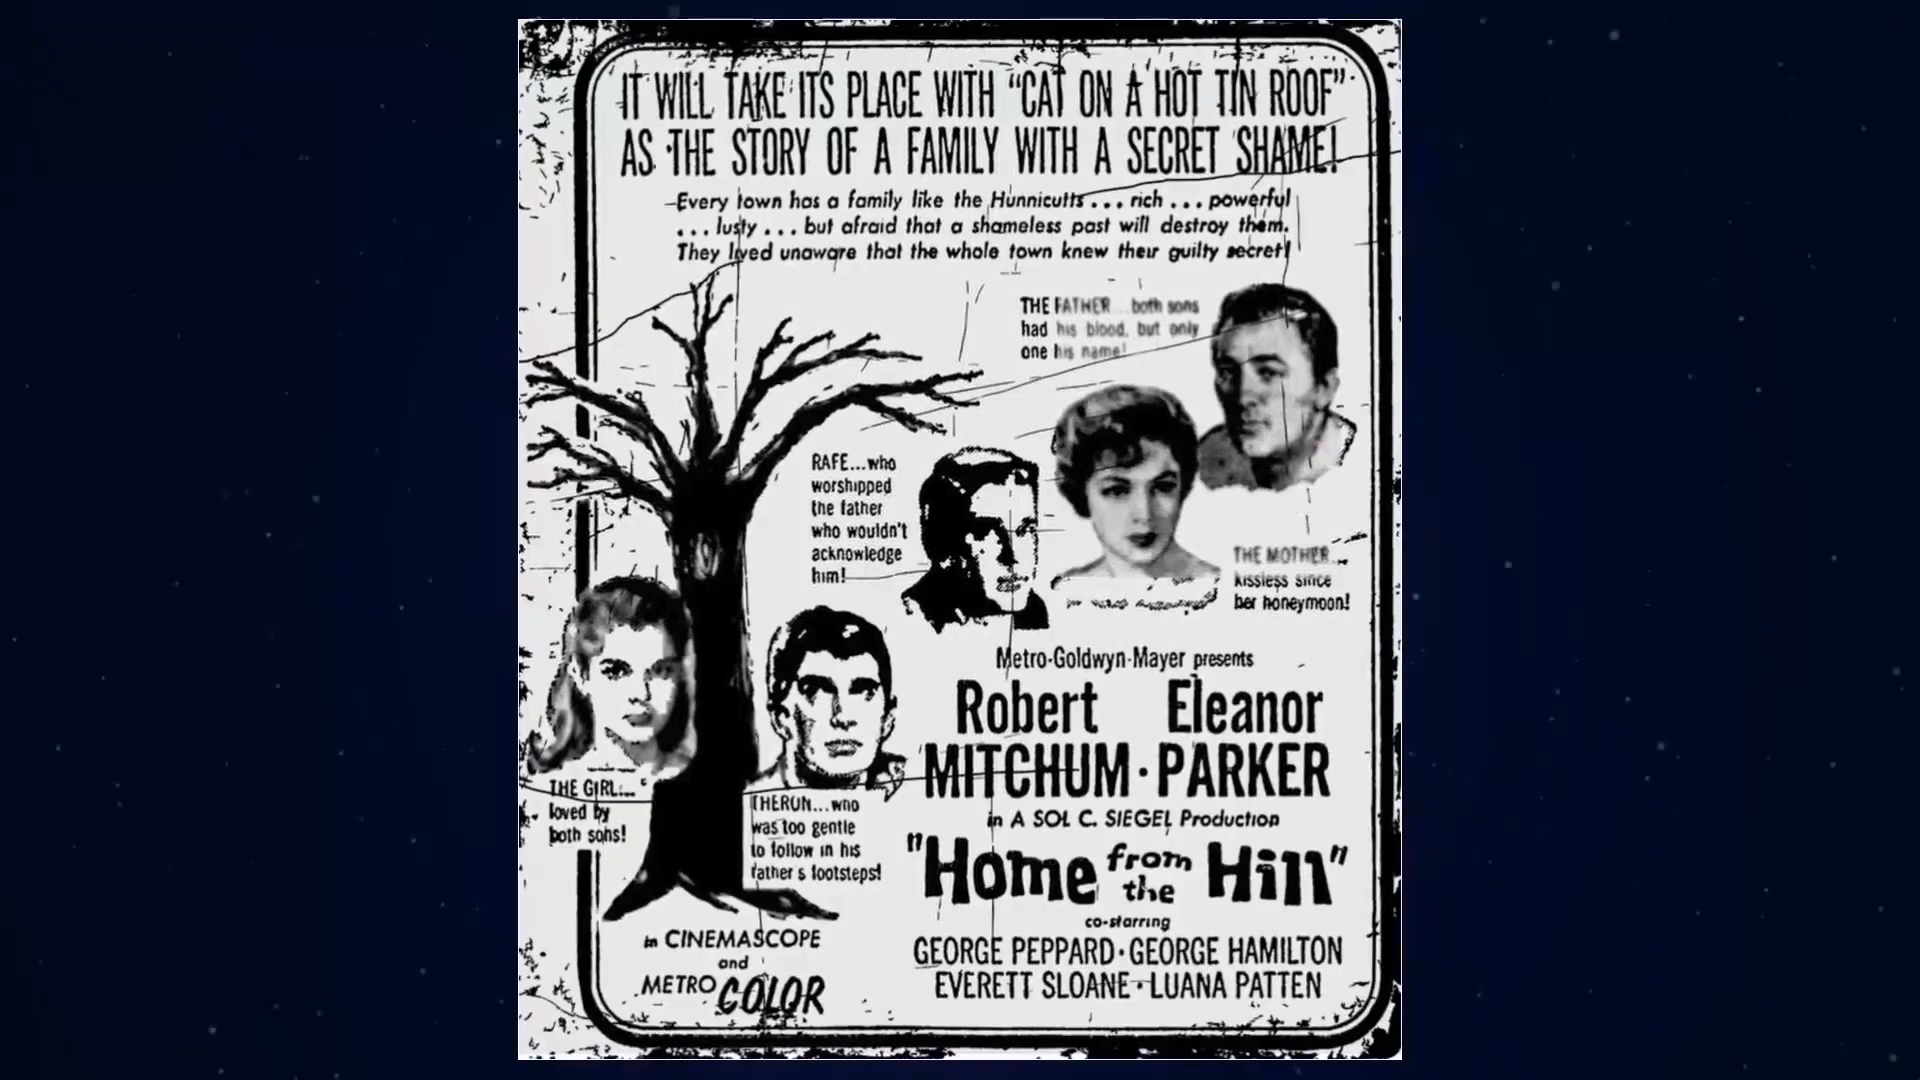 IT WILL TAKE ITS PLACE WITH “CAT ON A HOT TIN ROOF”
AS THE STORY OF A FAMILY WITH A SECRET SHAME!
Every town has a family like the Hunnicutts... rich... powerful
... lusty... but afraid that a shameless past will destroy them.
They lived unaware that the whole town knew their guilty secret!
THE FATHER...both sons
had his blood, but only
one his name!
RAFE...who
worshipped
the father
who wouldn't
acknowledge
him!
THE MOTHER...
kissless since
her honeymoon!
THE GIRL...
loved by
both sons!
THERON...who
was too gentle
to follow in his
father's footsteps!
Metro-Goldwyn-Mayer presents
Robert Eleanor
MITCHUM · PARKER
in A SOL C. SIEGEL Production
"Home from the Hill"
co-starring
GEORGE PEPPARD · GEORGE HAMILTON
EVERETT SLOANE · LUANA PATTEN
in CINEMASCOPE
and
METROCOLOR